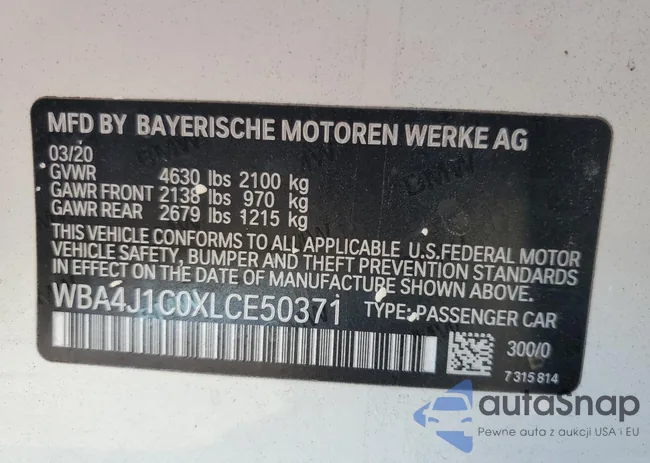 MFD BY BAYERISCHE MOTOREN WERKE AG
03/20
GVWR 4630 lbs 2100 kg
GAWR FRONT 2138 lbs 970 kg
GAWR REAR 2679 lbs 1215 kg
THIS VEHICLE CONFORMS TO ALL APPLICABLE U.S.FEDERAL MOTOR
VEHICLE SAFETY, BUMPER AND THEFT PREVENTION STANDARDS
IN EFFECT ON THE DATE OF MANUFACTURE SHOWN ABOVE.
WBA4J1C0XLCE50371 TYPE: PASSENGER CAR
300/0
7 315 814
autaSnap
Pewne auto z aukcji USA i EU